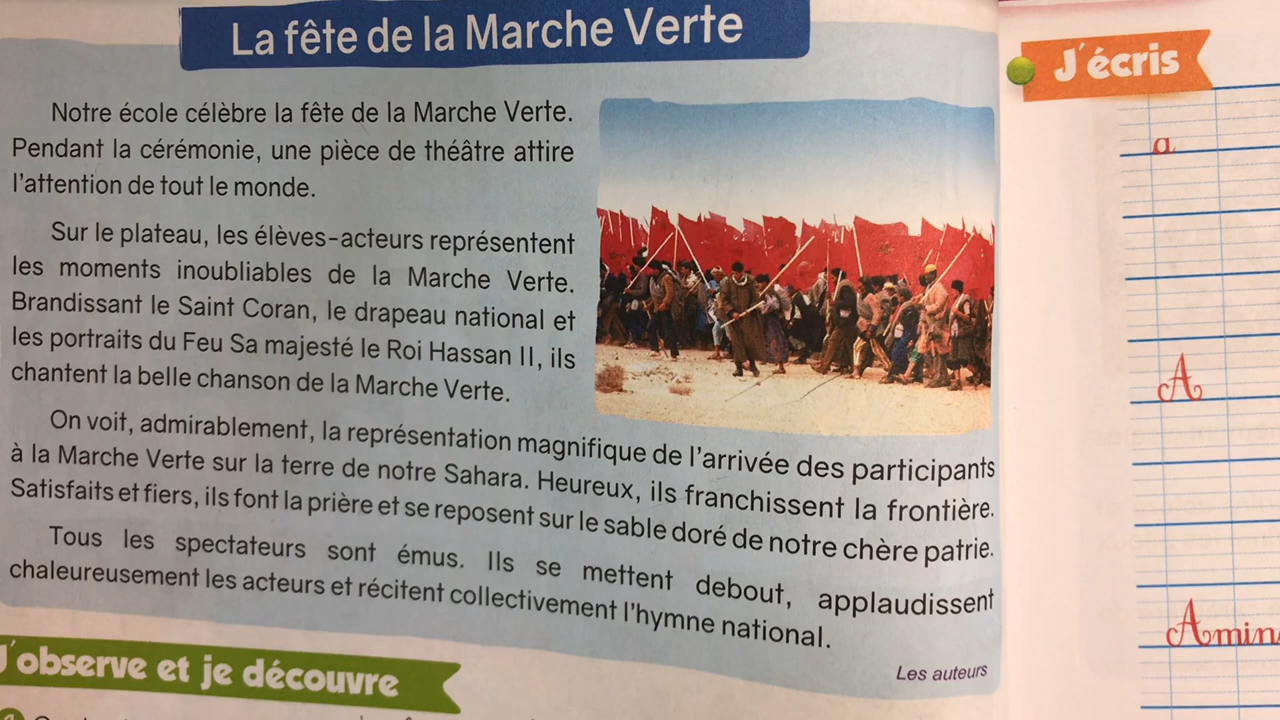 La fête de la Marche Verte
Notre école célèbre la fête de la Marche Verte.
Pendant la cérémonie, une pièce de théâtre attire
l'attention de tout le monde.
Sur le plateau, les élèves-acteurs représentent
les moments inoubliables de la Marche Verte.
Brandissant le Saint Coran, le drapeau national et
les portraits du Feu Sa majesté le Roi Hassan II, ils
chantent la belle chanson de la Marche Verte.
On voit, admirablement, la représentation magnifique de l'arrivée des participants
à la Marche Verte sur la terre de notre Sahara. Heureux, ils franchissent la frontière.
Satisfaits et fiers, ils font la prière et se reposent sur le sable doré de notre chère patrie.
Tous les spectateurs sont émus. Ils se mettent debout, applaudissent
chaleureusement les acteurs et récitent collectivement l'hymne national.
Les auteurs
J'observe et je découvre
J'écris
a
A
Amin